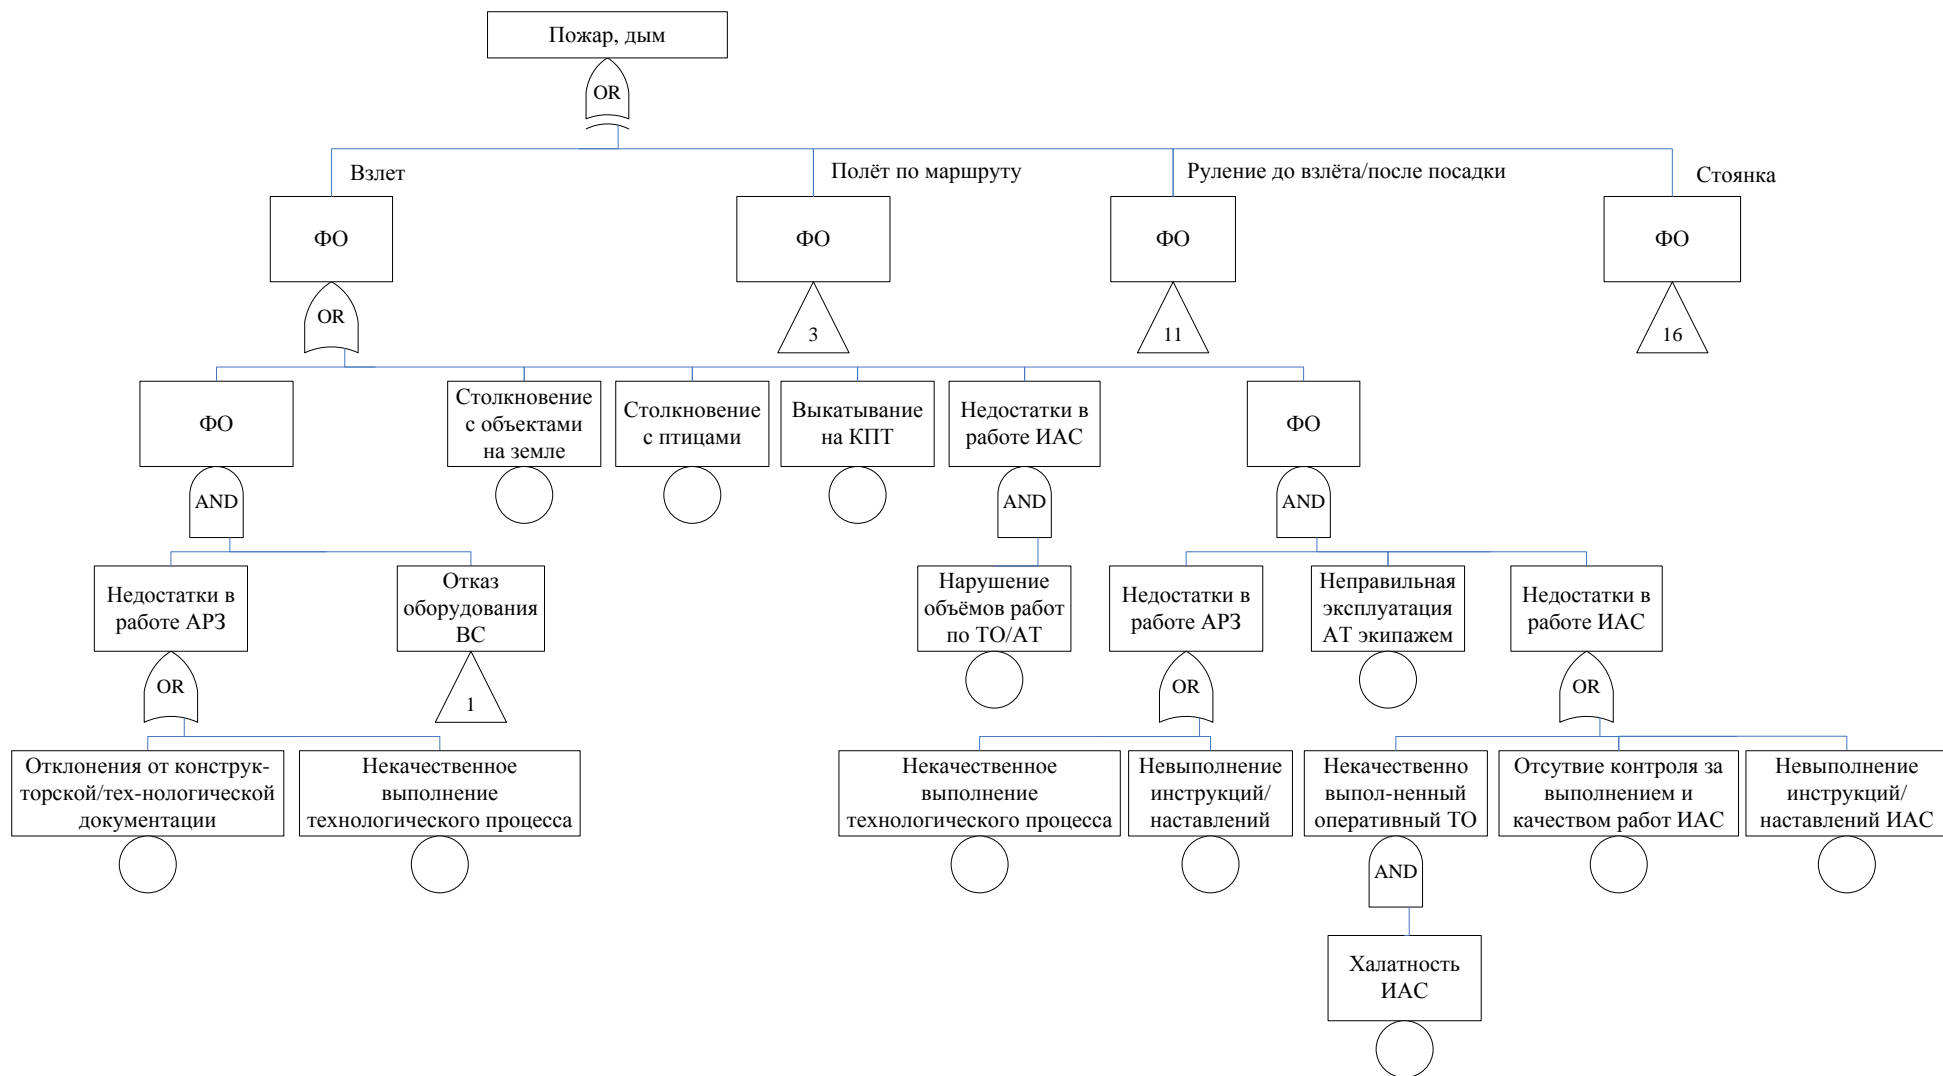 Пожар, дым
OR
Взлет
Полёт по маршруту
Руление до взлёта/после посадки
Стоянка
ФО
ФО
ФО
ФО
OR
3
11
16
ФО
Столкновение
с объектами
на земле
Столкновение
с птицами
Выкатывание
на КПТ
Недостатки в
работе ИАС
ФО
AND
AND
AND
Недостатки в
работе АРЗ
Отказ
оборудования
ВС
Нарушение
объёмов работ
по ТО/АТ
Недостатки в
работе АРЗ
Неправильная
эксплуатация
АТ экипажем
Недостатки в
работе ИАС
OR
1
OR
OR
Отклонения от конструк-
торской/тех-нологической
документации
Некачественное
выполнение
технологического процесса
Некачественное
выполнение
технологического процесса
Невыполнение
инструкций/
наставлений
Некачественно
выпол-ненный
оперативный ТО
Отсутвие контроля за
выполнением и
качеством работ ИАС
Невыполнение
инструкций/
наставлений ИАС
AND
Халатность
ИАС